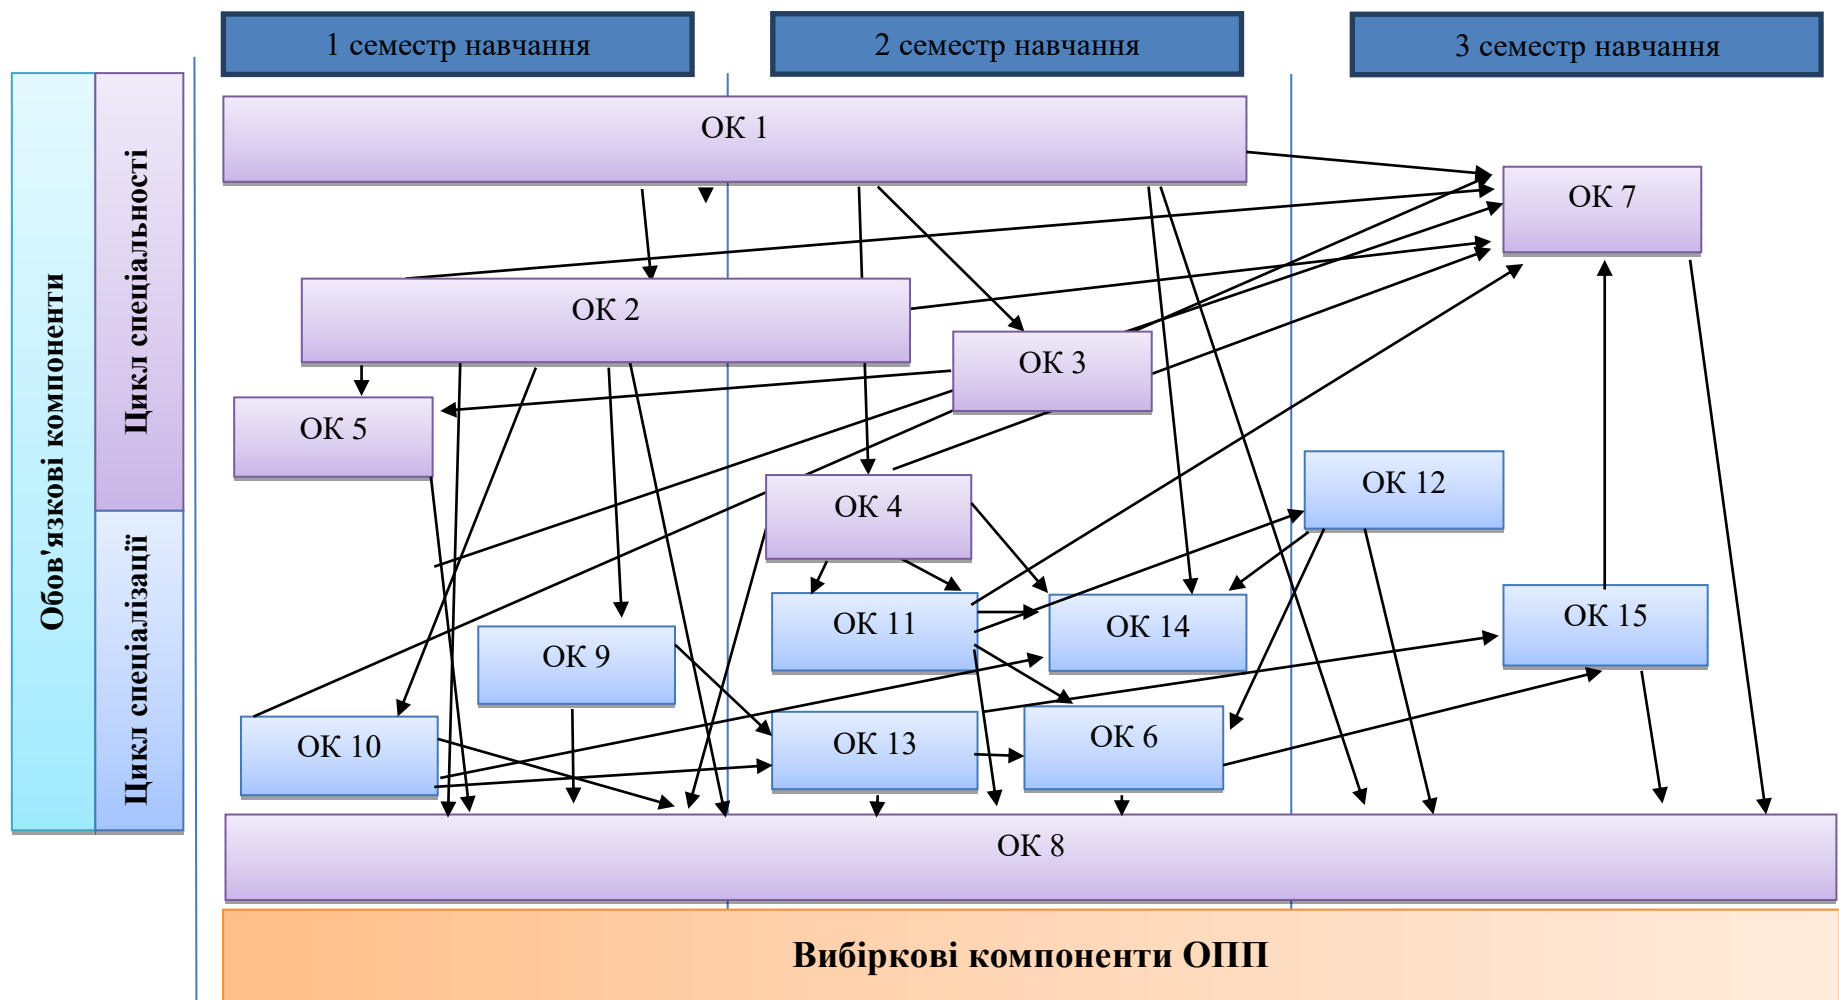 1 семестр навчання
2 семестр навчання
3 семестр навчання
Обов'язкові компоненти
Цикл спеціальності
Цикл спеціалізації
ОК 1
ОК 7
ОК 2
ОК 3
ОК 5
ОК 4
ОК 12
ОК 11
ОК 14
ОК 15
ОК 9
ОК 10
ОК 13
ОК 6
ОК 8
Вибіркові компоненти ОПП